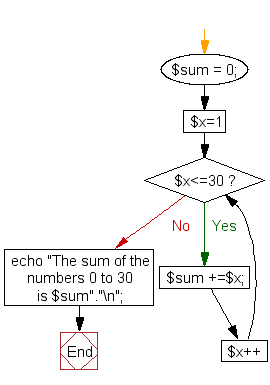 $sum = 0;
$x=1
$x<=30 ?
No
Yes
echo "The sum of the
numbers 0 to 30
is $sum"."\n";
$sum +=$x;
End
$x++